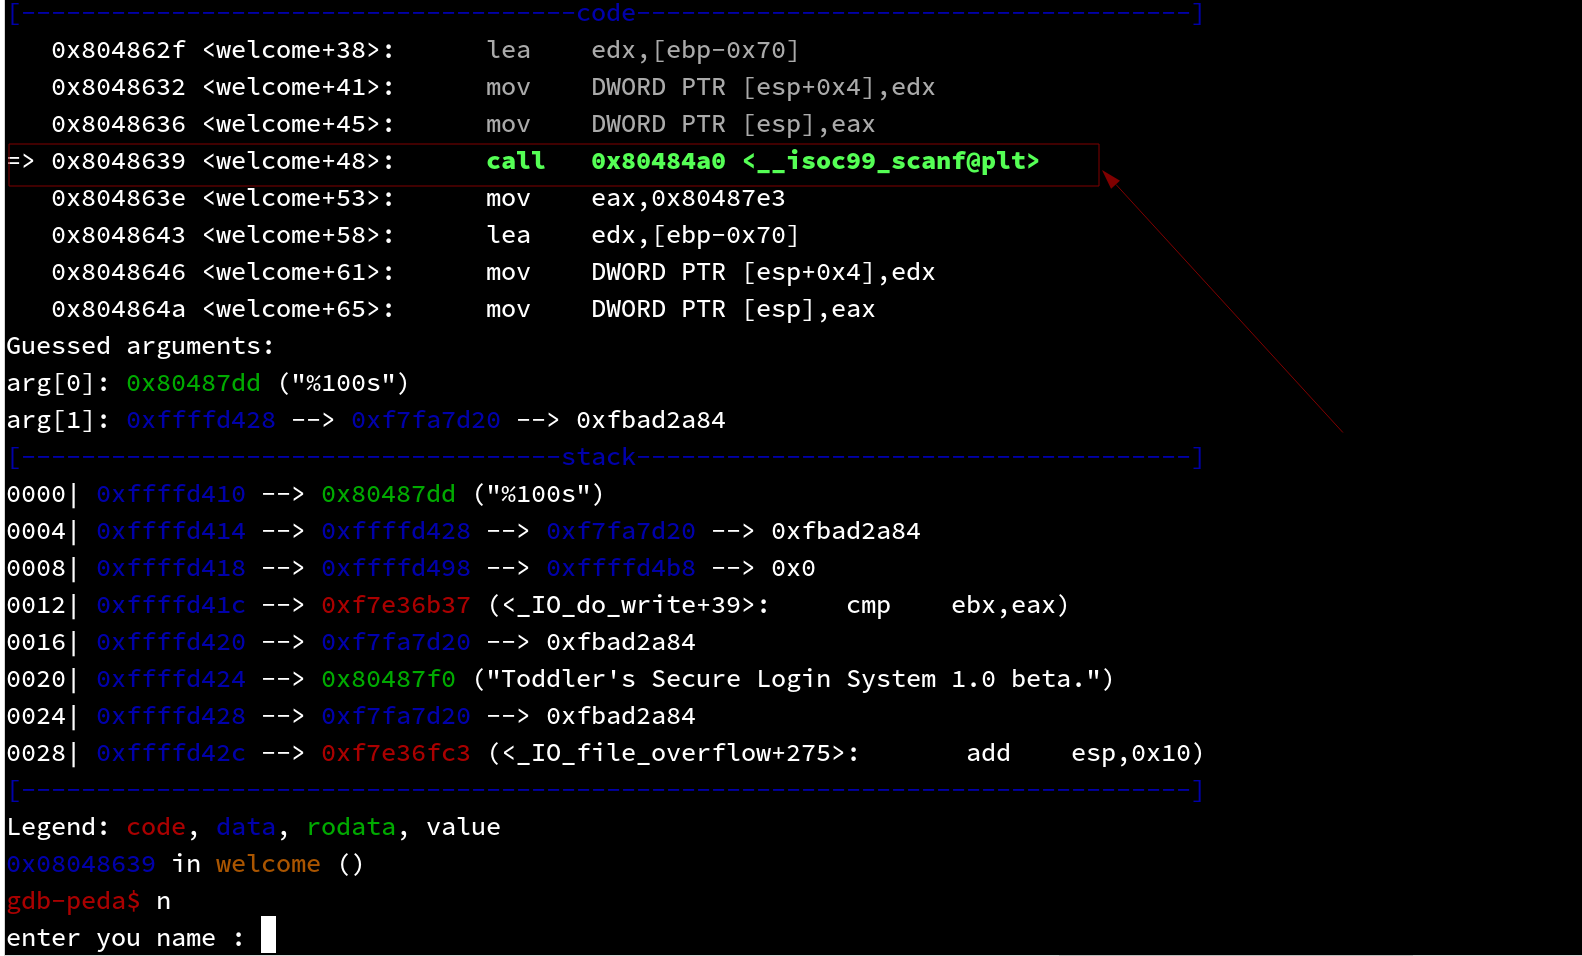 [-------------------------------------code-------------------------------------]
   0x804862f <welcome+38>:      lea    edx,[ebp-0x70]
   0x8048632 <welcome+41>:      mov    DWORD PTR [esp+0x4],edx
   0x8048636 <welcome+45>:      mov    DWORD PTR [esp],eax
=> 0x8048639 <welcome+48>:      call   0x80484a0 <__isoc99_scanf@plt>
   0x804863e <welcome+53>:      mov    eax,0x80487e3
   0x8048643 <welcome+58>:      lea    edx,[ebp-0x70]
   0x8048646 <welcome+61>:      mov    DWORD PTR [esp+0x4],edx
   0x804864a <welcome+65>:      mov    DWORD PTR [esp],eax
Guessed arguments:
arg[0]: 0x80487dd ("%100s")
arg[1]: 0xffffd428 --> 0xf7fa7d20 --> 0xfbad2a84
[------------------------------------stack-------------------------------------]
0000| 0xffffd410 --> 0x80487dd ("%100s")
0004| 0xffffd414 --> 0xffffd428 --> 0xf7fa7d20 --> 0xfbad2a84
0008| 0xffffd418 --> 0xffffd498 --> 0xffffd4b8 --> 0x0
0012| 0xffffd41c --> 0xf7e36b37 (<_IO_do_write+39>:     cmp    ebx,eax)
0016| 0xffffd420 --> 0xf7fa7d20 --> 0xfbad2a84
0020| 0xffffd424 --> 0x80487f0 ("Toddler's Secure Login System 1.0 beta.")
0024| 0xffffd428 --> 0xf7fa7d20 --> 0xfbad2a84
0028| 0xffffd42c --> 0xf7e36fc3 (<_IO_file_overflow+275>:       add    esp,0x10)
[------------------------------------------------------------------------------]
Legend: code, data, rodata, value
0x08048639 in welcome ()
gdb-peda$ n
enter you name :